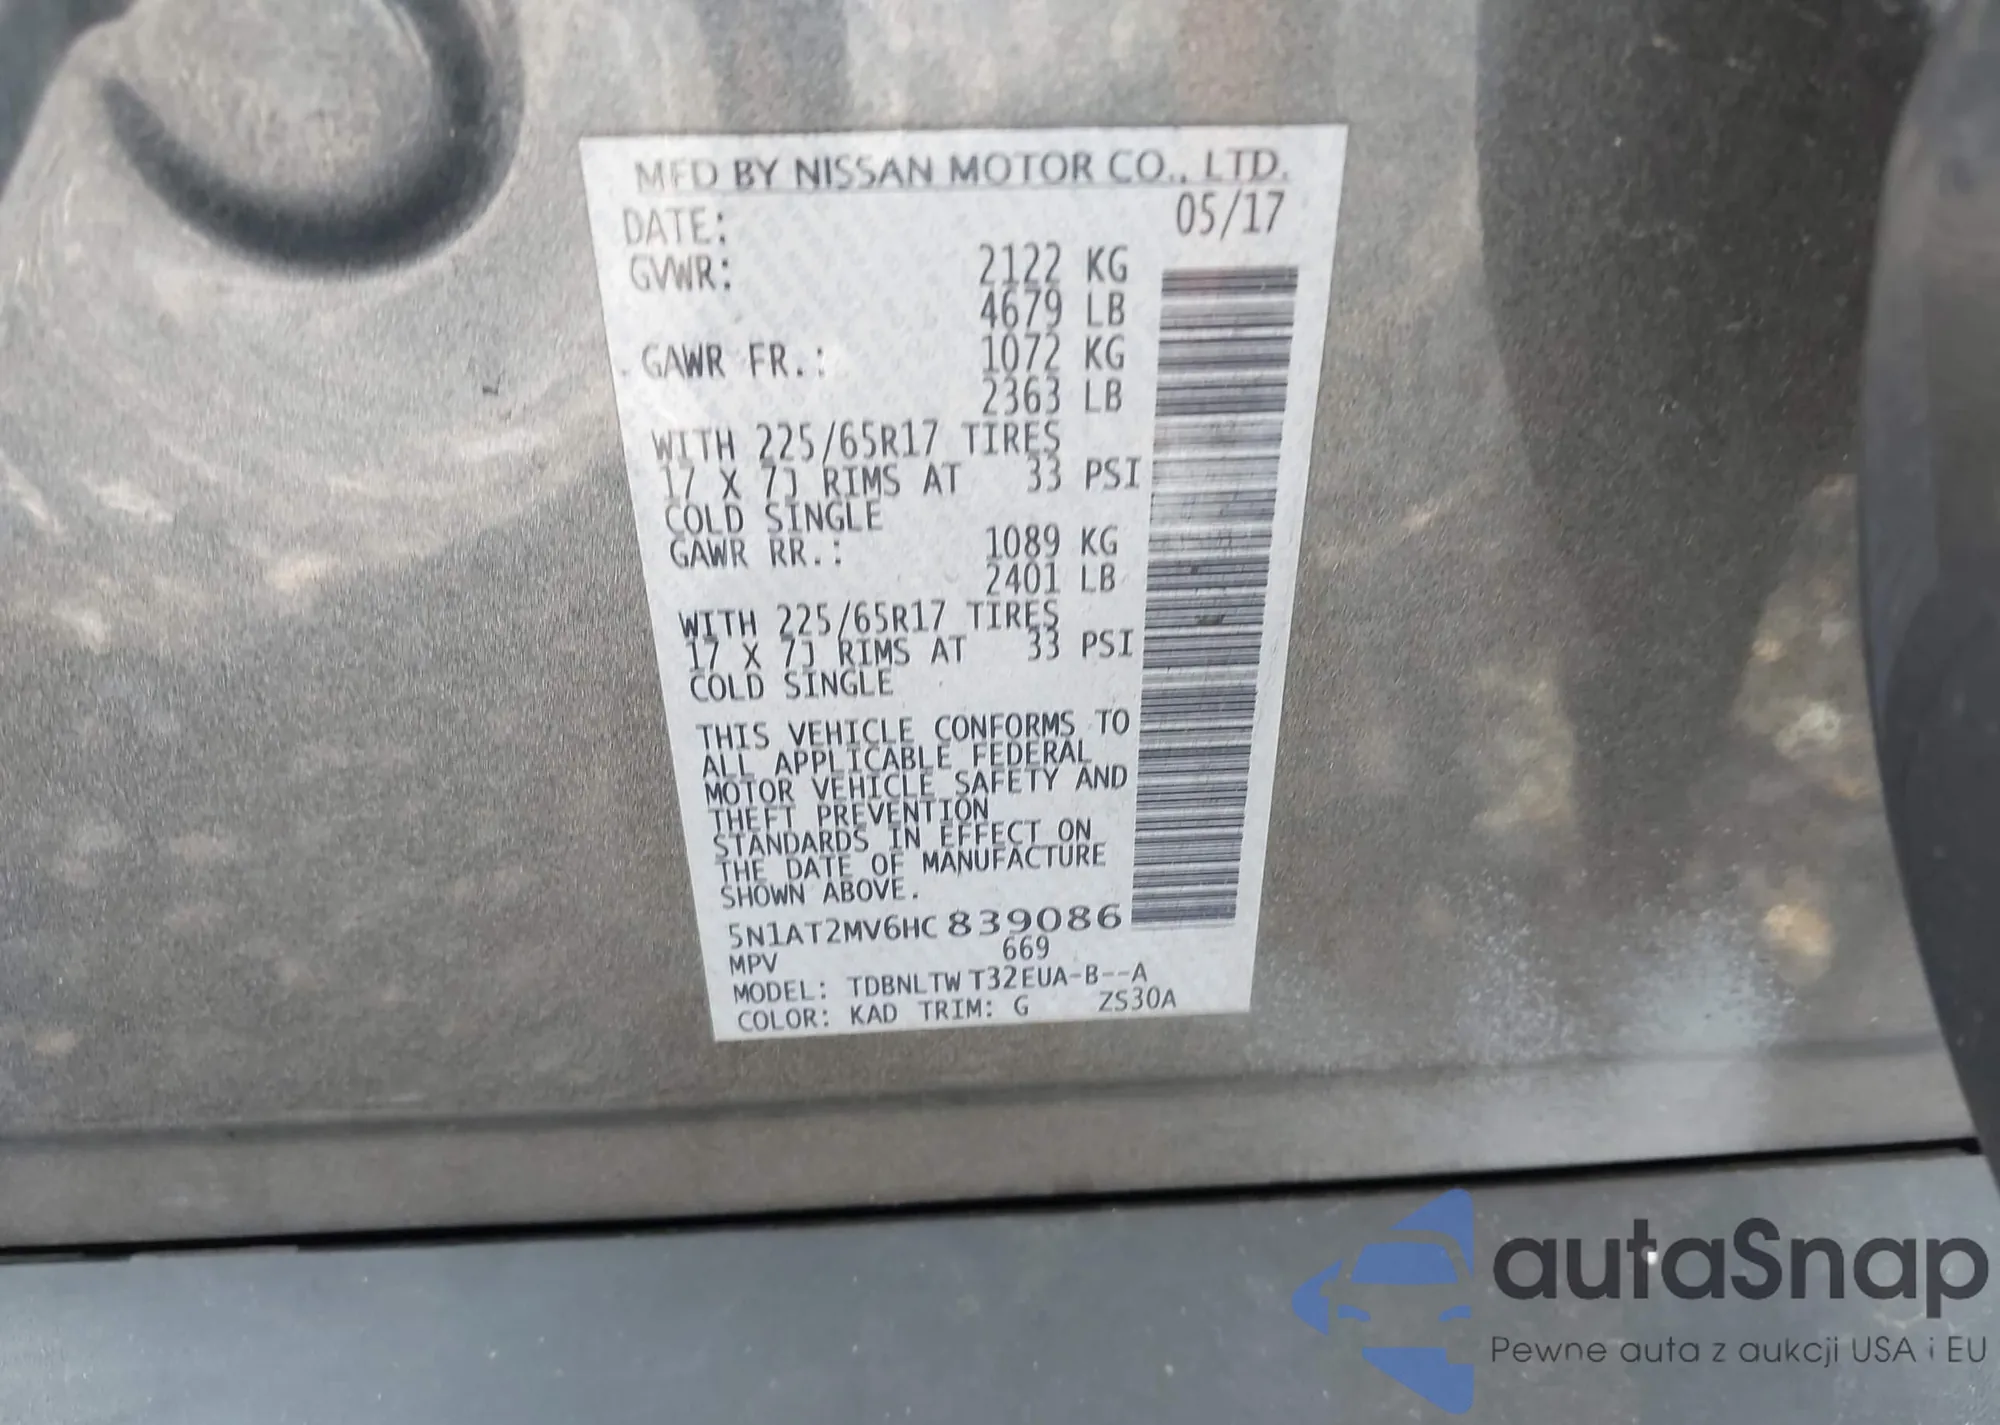 MFD BY NISSAN MOTOR CO., LTD.
DATE: 05/17
GVWR: 2122 KG
4679 LB
GAWR FR.: 1072 KG
2363 LB
WITH 225/65R17 TIRES
17 X 7J RIMS AT 33 PSI
COLD SINGLE
GAWR RR.: 1089 KG
2401 LB
WITH 225/65R17 TIRES
17 X 7J RIMS AT 33 PSI
COLD SINGLE
THIS VEHICLE CONFORMS TO
ALL APPLICABLE FEDERAL
MOTOR VEHICLE SAFETY AND
THEFT PREVENTION
STANDARDS IN EFFECT ON
THE DATE OF MANUFACTURE
SHOWN ABOVE.
5N1AT2MV6HC839086
MPV 669
MODEL: TDBNLTW T32EUA-B--A
COLOR: KAD TRIM: G ZS30A
autaSnap
Pewne auta z aukcji USA i EU